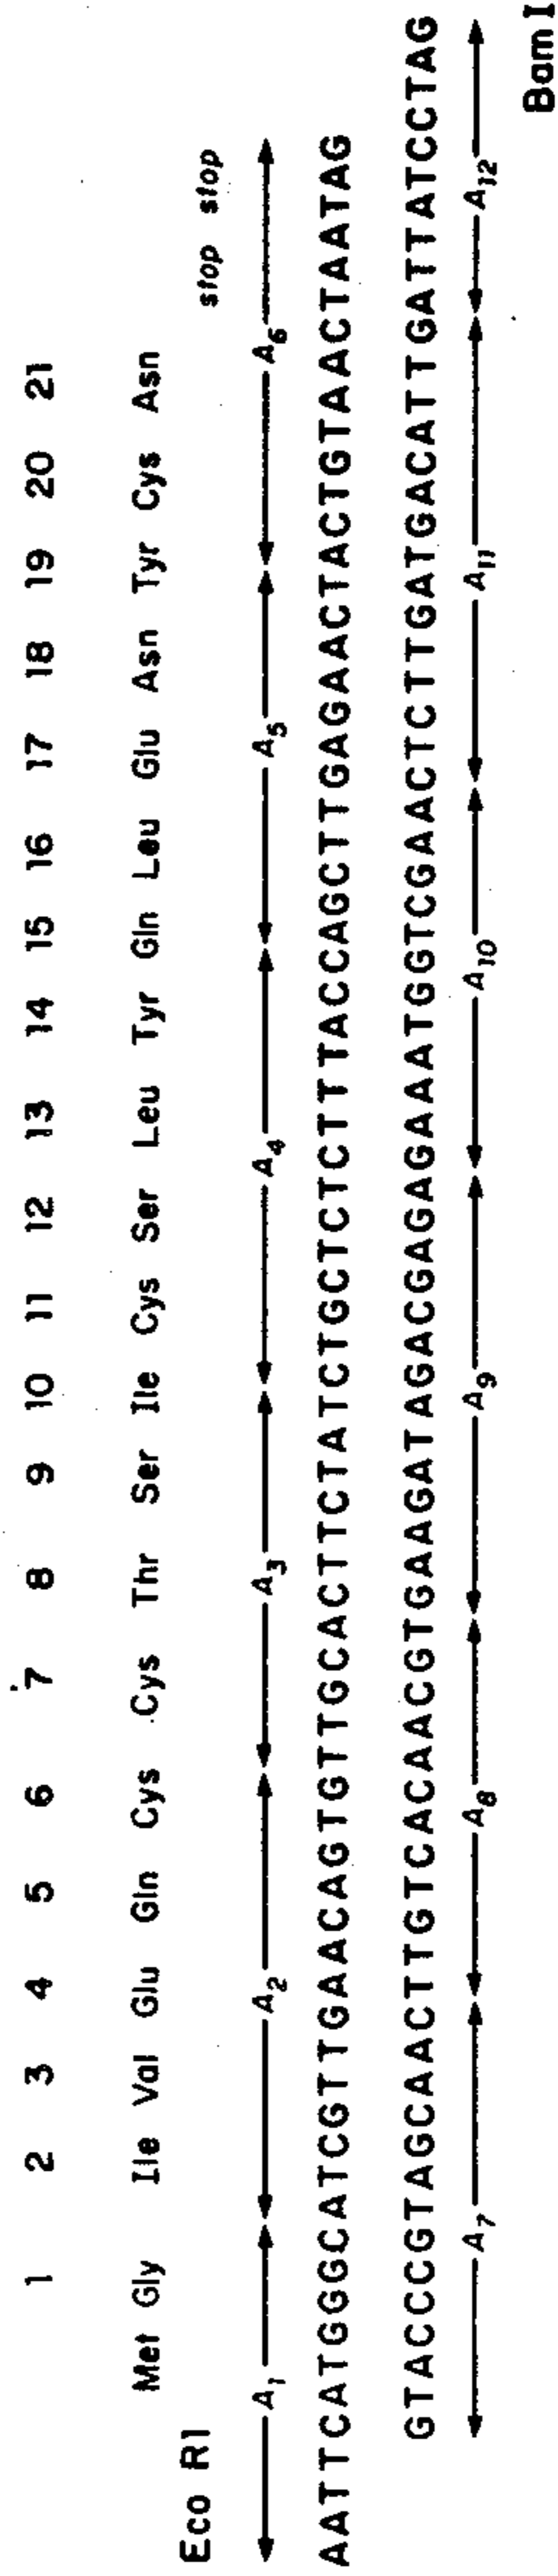 1 2 3 4 5 6 7 8 9 10 11 12 13 14 15 16 17 18 19 20 21
Met Gly Ile Val Glu Gln Cys Cys Thr Ser Ile Cys Ser Leu Tyr Gln Leu Glu Asn Tyr Cys Asn stop stop
Eco R1
A1 A2 A3 A4 A5 A6
AATTCATGGGCATCGTTGAACAGTGTTGCACTTCTATCTGCTCTCTTTACCAGCTTGAGAACTACTGTAACTAATAG
GTACCCGTAGCAACTTGTCACAACGTGAAGATAGACGAGAGAAATGGTCGAACTCTTGATGACATTGATTATCCTAG
A7 A8 A9 A10 A11 A12
Bam I